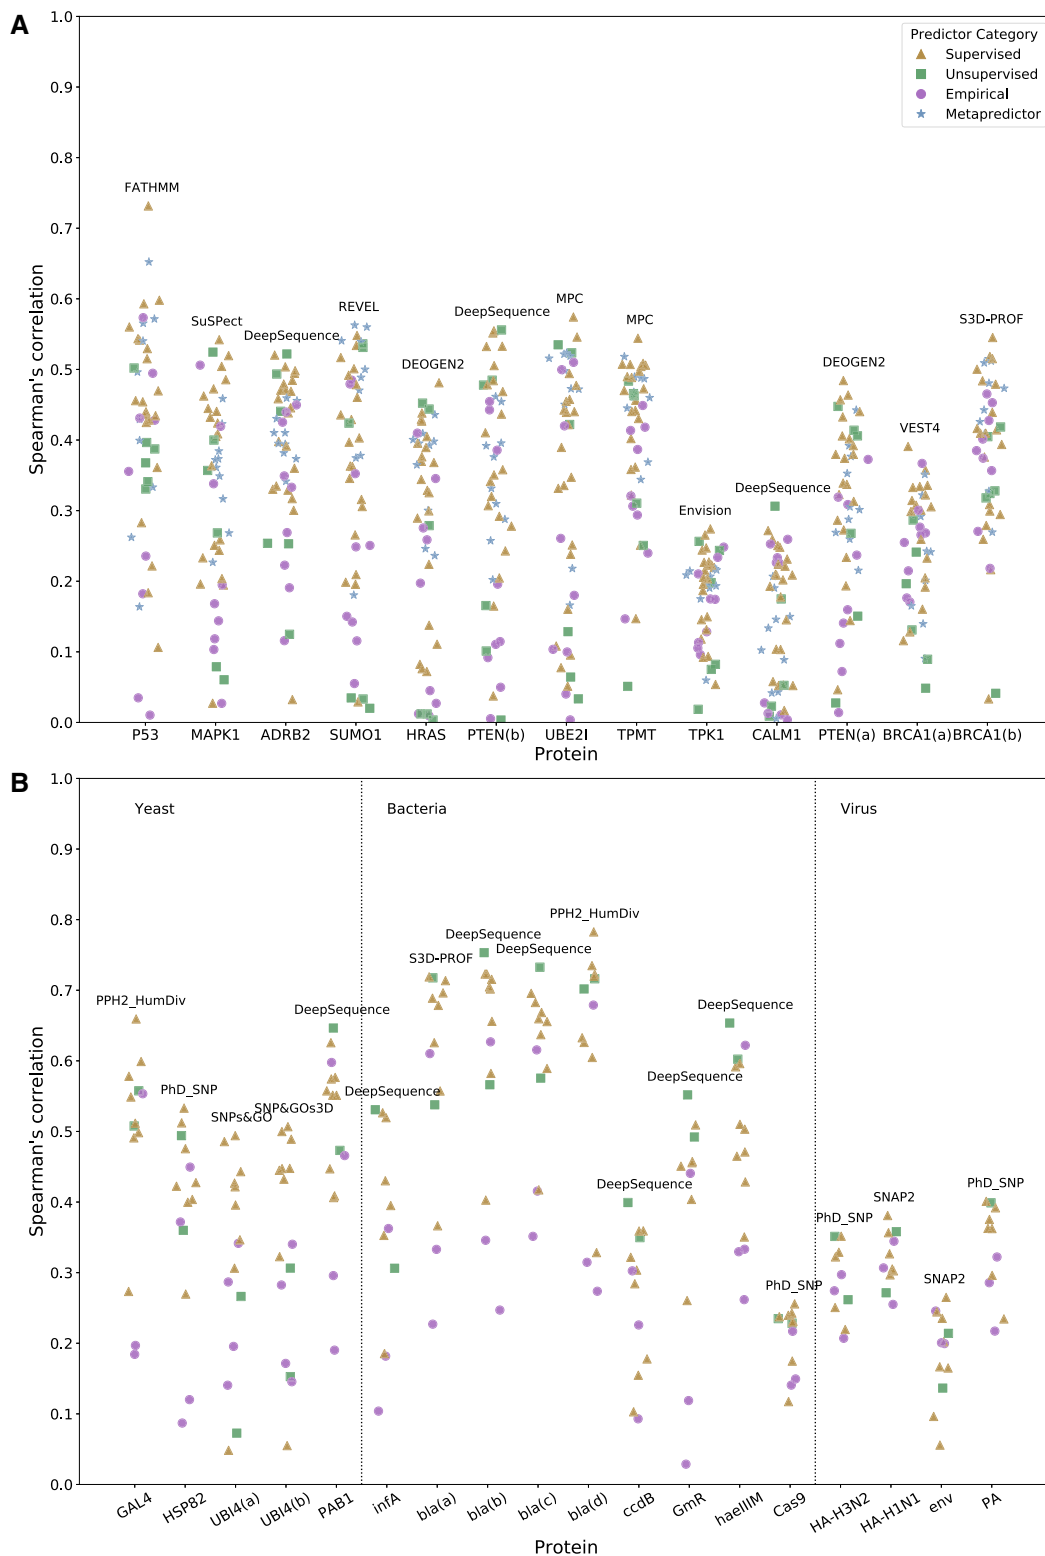 A
Predictor Category
Supervised
Unsupervised
Empirical
Metapredictor
1.0
0.9
0.8
0.7
0.6
0.5
0.4
0.3
0.2
0.1
0.0
Spearman's correlation
FATHMM
SuSPect
DeepSequence
REVEL
DEOGEN2
DeepSequence
MPC
MPC
Envision
DeepSequence
DEOGEN2
VEST4
S3D-PROF
P53 MAPK1 ADRB2 SUMO1 HRAS PTEN(b) UBE2I TPMT TPK1 CALM1 PTEN(a) BRCA1(a) BRCA1(b)
Protein
B
Yeast Bacteria Virus
1.0
0.9
0.8
0.7
0.6
0.5
0.4
0.3
0.2
0.1
0.0
Spearman's correlation
PPH2_HumDiv
PhD_SNP
SNPs&GO
SNP&GOs3D
DeepSequence
DeepSequence
S3D-PROF
DeepSequence
DeepSequence
PPH2_HumDiv
DeepSequence
DeepSequence
DeepSequence
PhD_SNP
PhD_SNP
SNAP2
SNAP2
PhD_SNP
GAL4 HSP82 UBI4(a) UBI4(b) PAB1 infA bla(a) bla(b) bla(c) bla(d) ccdB GmR haeIIIM Cas9 HA-H3N2 HA-H1N1 env PA
Protein